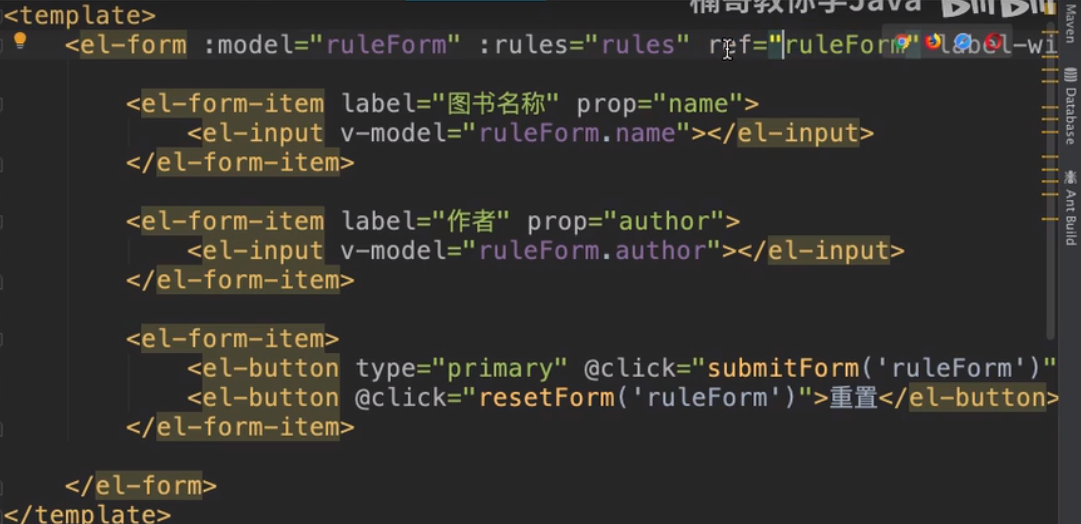 楠哥教你学Java
<template>
<el-form :model="ruleForm" :rules="rules" ref="ruleForm" label-wi
<el-form-item label="图书名称" prop="name">
<el-input v-model="ruleForm.name"></el-input>
</el-form-item>
<el-form-item label="作者" prop="author">
<el-input v-model="ruleForm.author"></el-input>
</el-form-item>
<el-form-item>
<el-button type="primary" @click="submitForm('ruleForm')"
<el-button @click="resetForm('ruleForm')">重置</el-button>
</el-form-item>
</el-form>
</template>
Maven
Database
Ant Build